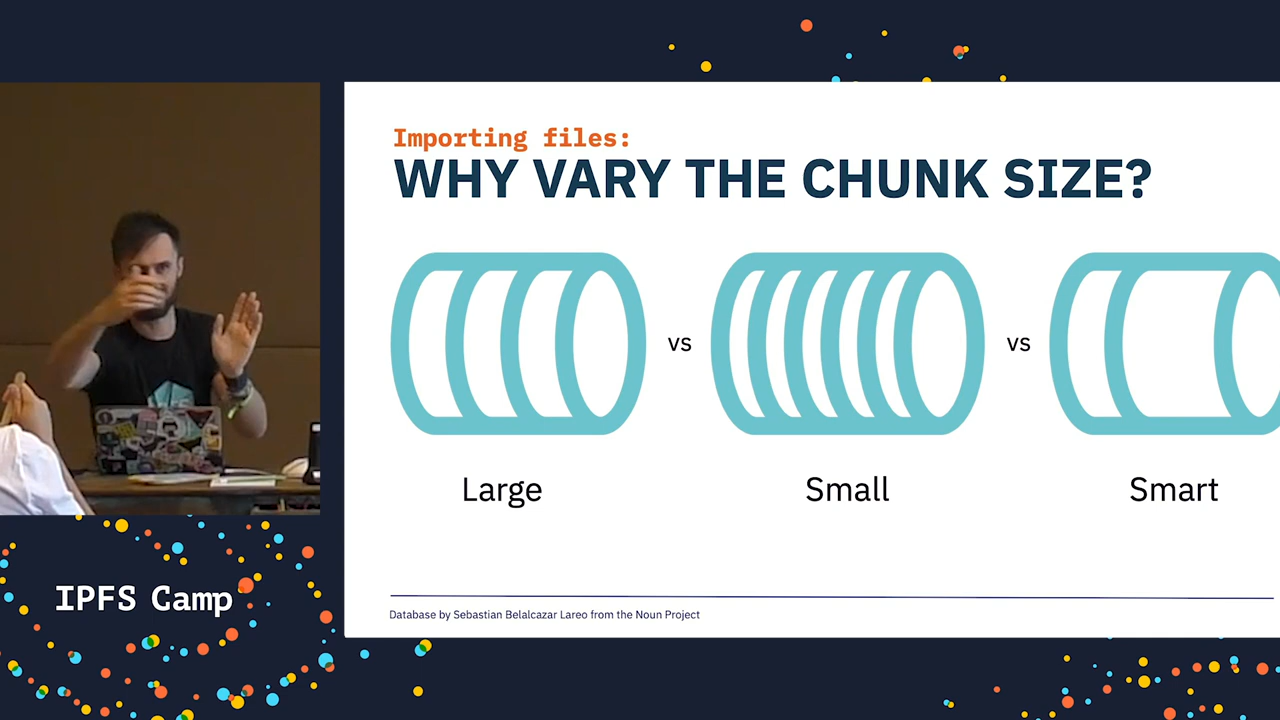 Importing files:
WHY VARY THE CHUNK SIZE?
vs
vs
Large
Small
Smart
Database by Sebastian Belalcazar Lareo from the Noun Project
IPFS Camp